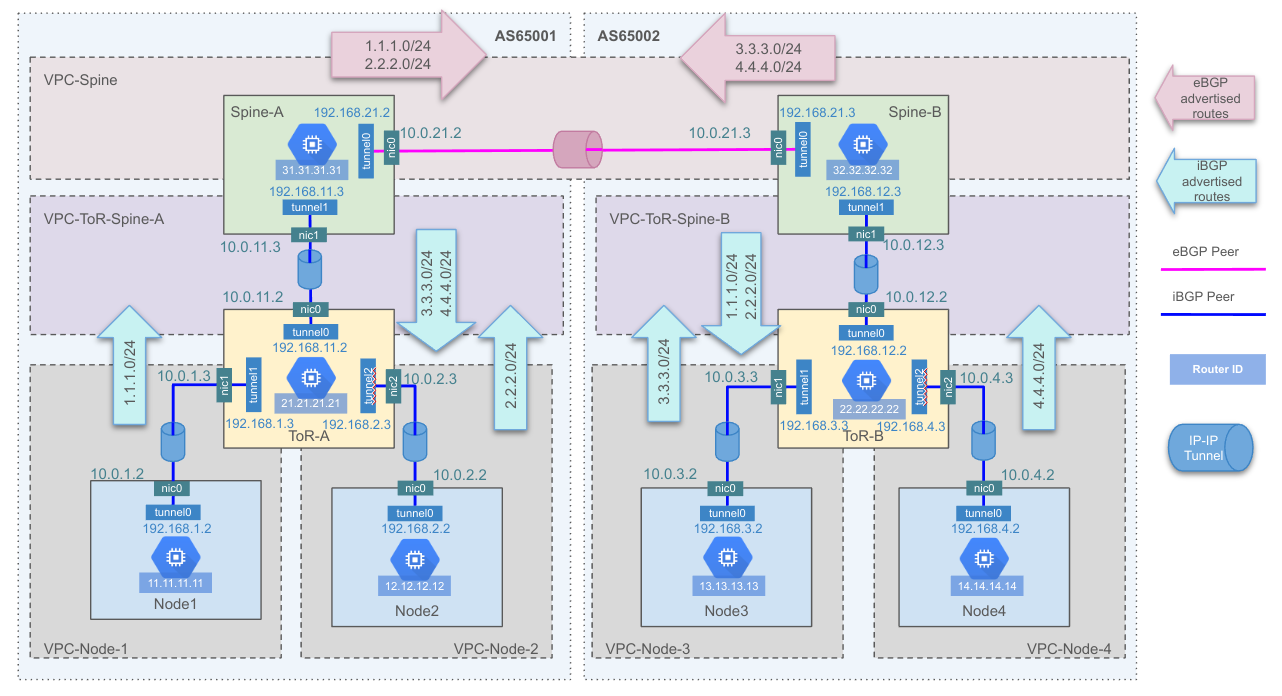 AS65001
AS65002
1.1.1.0/24
2.2.2.0/24
3.3.3.0/24
4.4.4.0/24
VPC-Spine
Spine-A
192.168.21.2
tunnel0
nic0
10.0.21.2
31.31.31.31
192.168.11.3
tunnel1
nic1
10.0.11.3
10.0.21.3
nic0
tunnel0
192.168.21.3
Spine-B
32.32.32.32
192.168.12.3
tunnel1
nic1
10.0.12.3
VPC-ToR-Spine-A
VPC-ToR-Spine-B
3.3.3.0/24
4.4.4.0/24
1.1.1.0/24
2.2.2.0/24
1.1.1.0/24
2.2.2.0/24
3.3.3.0/24
4.4.4.0/24
10.0.11.2
nic0
tunnel0
192.168.11.2
10.0.1.3
nic1
tunnel1
192.168.1.3
21.21.21.21
ToR-A
tunnel2
nic2
10.0.2.3
192.168.2.3
10.0.12.2
nic0
tunnel0
192.168.12.2
10.0.3.3
nic1
tunnel1
192.168.3.3
22.22.22.22
ToR-B
tunnel2
nic2
10.0.4.3
192.168.4.3
10.0.1.2
nic0
tunnel0
192.168.1.2
11.11.11.11
Node1
VPC-Node-1
10.0.2.2
nic0
tunnel0
192.168.2.2
12.12.12.12
Node2
VPC-Node-2
10.0.3.2
nic0
tunnel0
192.168.3.2
13.13.13.13
Node3
VPC-Node-3
10.0.4.2
nic0
tunnel0
192.168.4.2
14.14.14.14
Node4
VPC-Node-4
eBGP
advertised
routes
iBGP
advertised
routes
eBGP Peer
iBGP Peer
Router ID
IP-IP
Tunnel